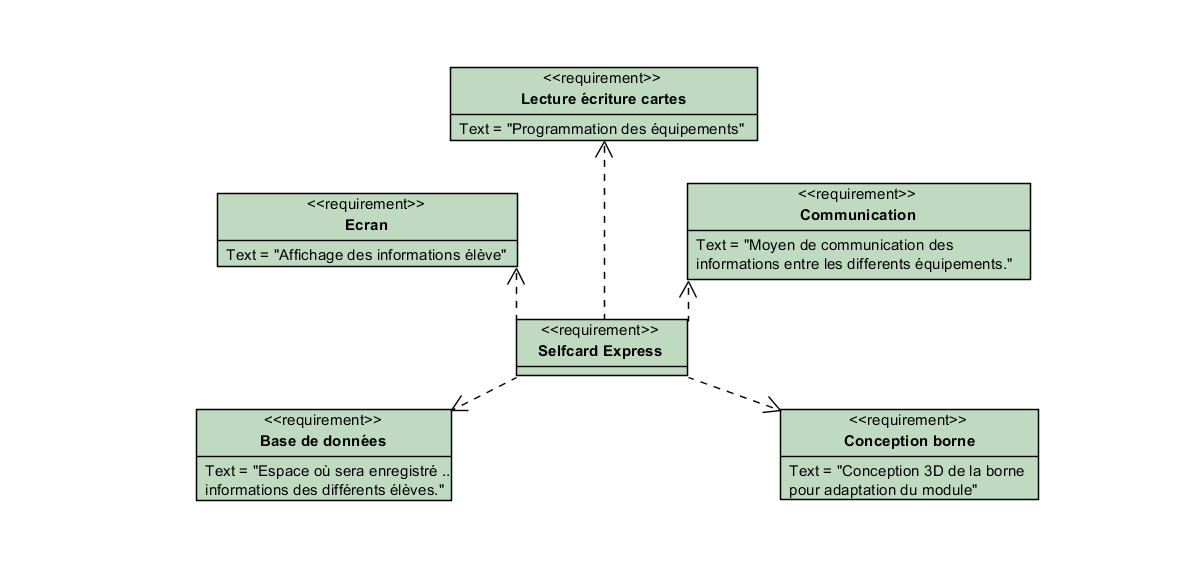 <<requirement>>
Lecture écriture cartes
Text = "Programmation des équipements"
<<requirement>>
Ecran
Text = "Affichage des informations élève"
<<requirement>>
Communication
Text = "Moyen de communication des
informations entre les differents équipements."
<<requirement>>
Selfcard Express
<<requirement>>
Base de données
Text = "Espace où sera enregistré ..
informations des différents élèves."
<<requirement>>
Conception borne
Text = "Conception 3D de la borne
pour adaptation du module"